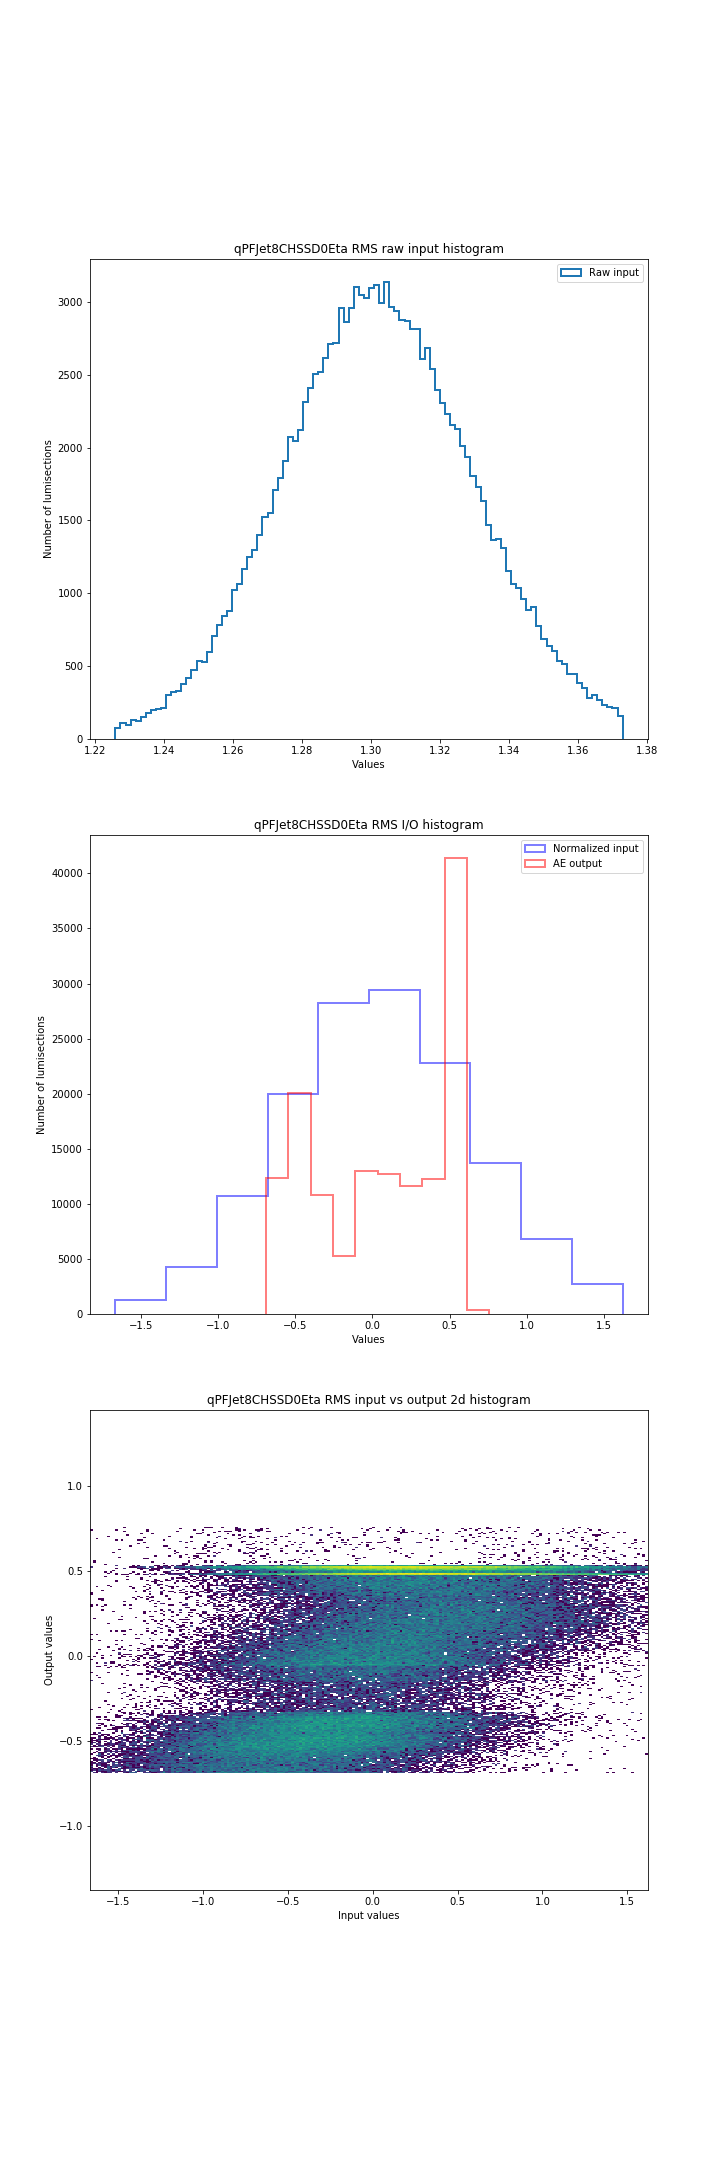 qPFJet8CHSSD0Eta RMS raw input histogram
Raw input
3000
2500
2000
1500
1000
500
0
Number of lumisections
1.22 1.24 1.26 1.28 1.30 1.32 1.34 1.36 1.38
Values
qPFJet8CHSSD0Eta RMS I/O histogram
Normalized input
AE output
40000
35000
30000
25000
20000
15000
10000
5000
0
Number of lumisections
−1.5 −1.0 −0.5 0.0 0.5 1.0 1.5
Values
qPFJet8CHSSD0Eta RMS input vs output 2d histogram
1.0
0.5
0.0
−0.5
−1.0
Output values
−1.5 −1.0 −0.5 0.0 0.5 1.0 1.5
Input values